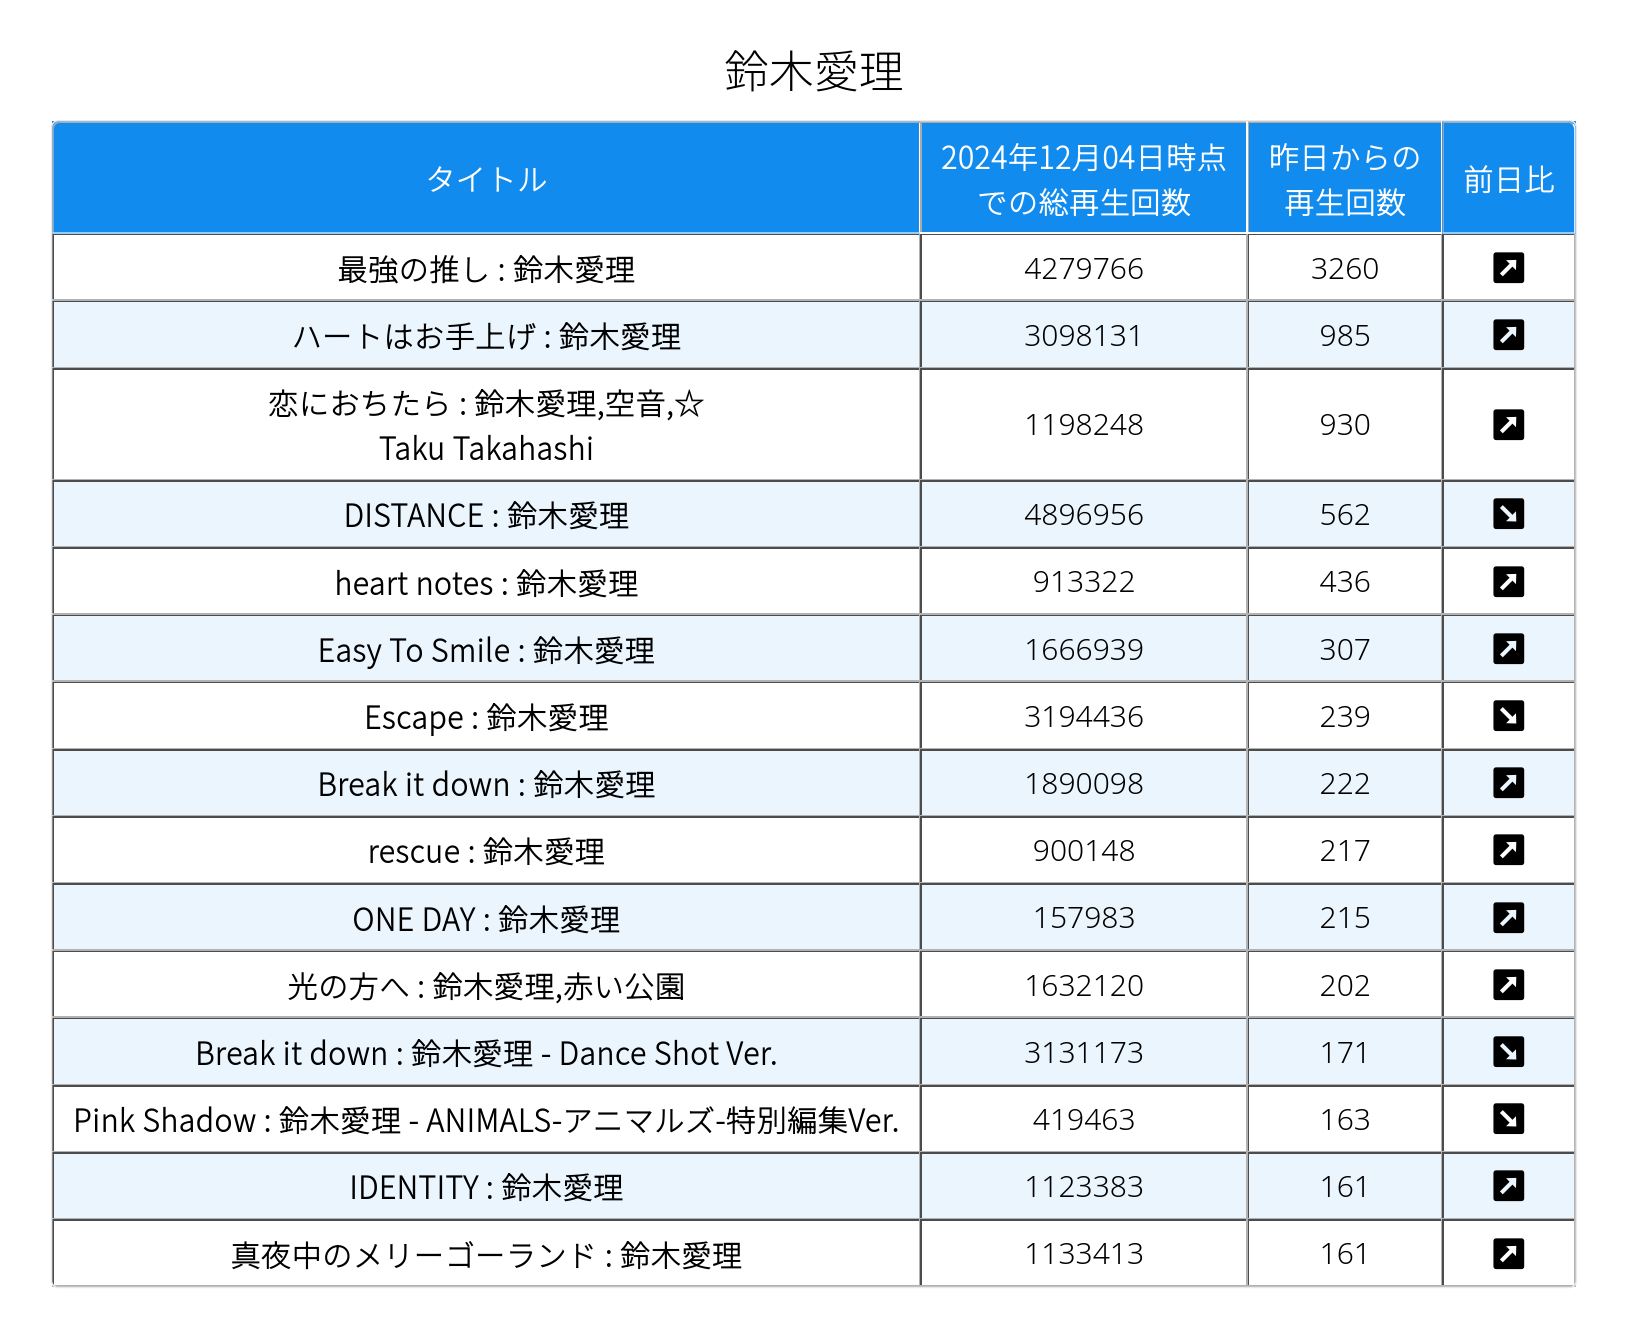 鈴木愛理
タイトル
2024年12月04日時点
での総再生回数
昨日からの
再生回数
前日比
最強の推し : 鈴木愛理 4279766 3260
ハートはお手上げ : 鈴木愛理 3098131 985
恋におちたら : 鈴木愛理,空音,☆
Taku Takahashi
1198248 930
DISTANCE : 鈴木愛理 4896956 562
heart notes : 鈴木愛理 913322 436
Easy To Smile : 鈴木愛理 1666939 307
Escape : 鈴木愛理 3194436 239
Break it down : 鈴木愛理 1890098 222
rescue : 鈴木愛理 900148 217
ONE DAY : 鈴木愛理 157983 215
光の方へ : 鈴木愛理,赤い公園 1632120 202
Break it down : 鈴木愛理 - Dance Shot Ver. 3131173 171
Pink Shadow : 鈴木愛理 - ANIMALS-アニマルズ-特別編集Ver. 419463 163
IDENTITY : 鈴木愛理 1123383 161
真夜中のメリーゴーランド : 鈴木愛理 1133413 161